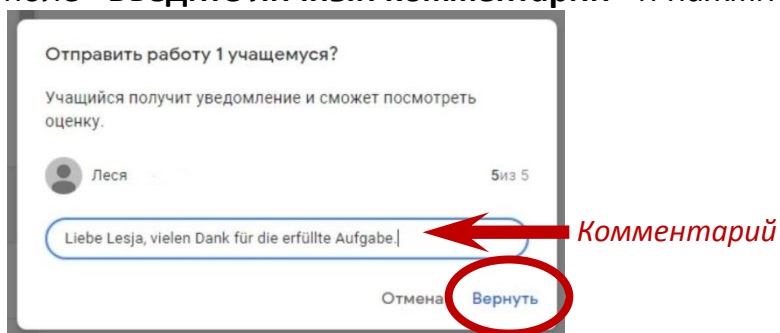 Отправить работу 1 учащемуся?
Учащийся получит уведомление и сможет посмотреть
оценку.
Леся 5из 5
Liebe Lesja, vielen Dank für die erfüllte Aufgabe.
Комментарий
Отмена Вернуть